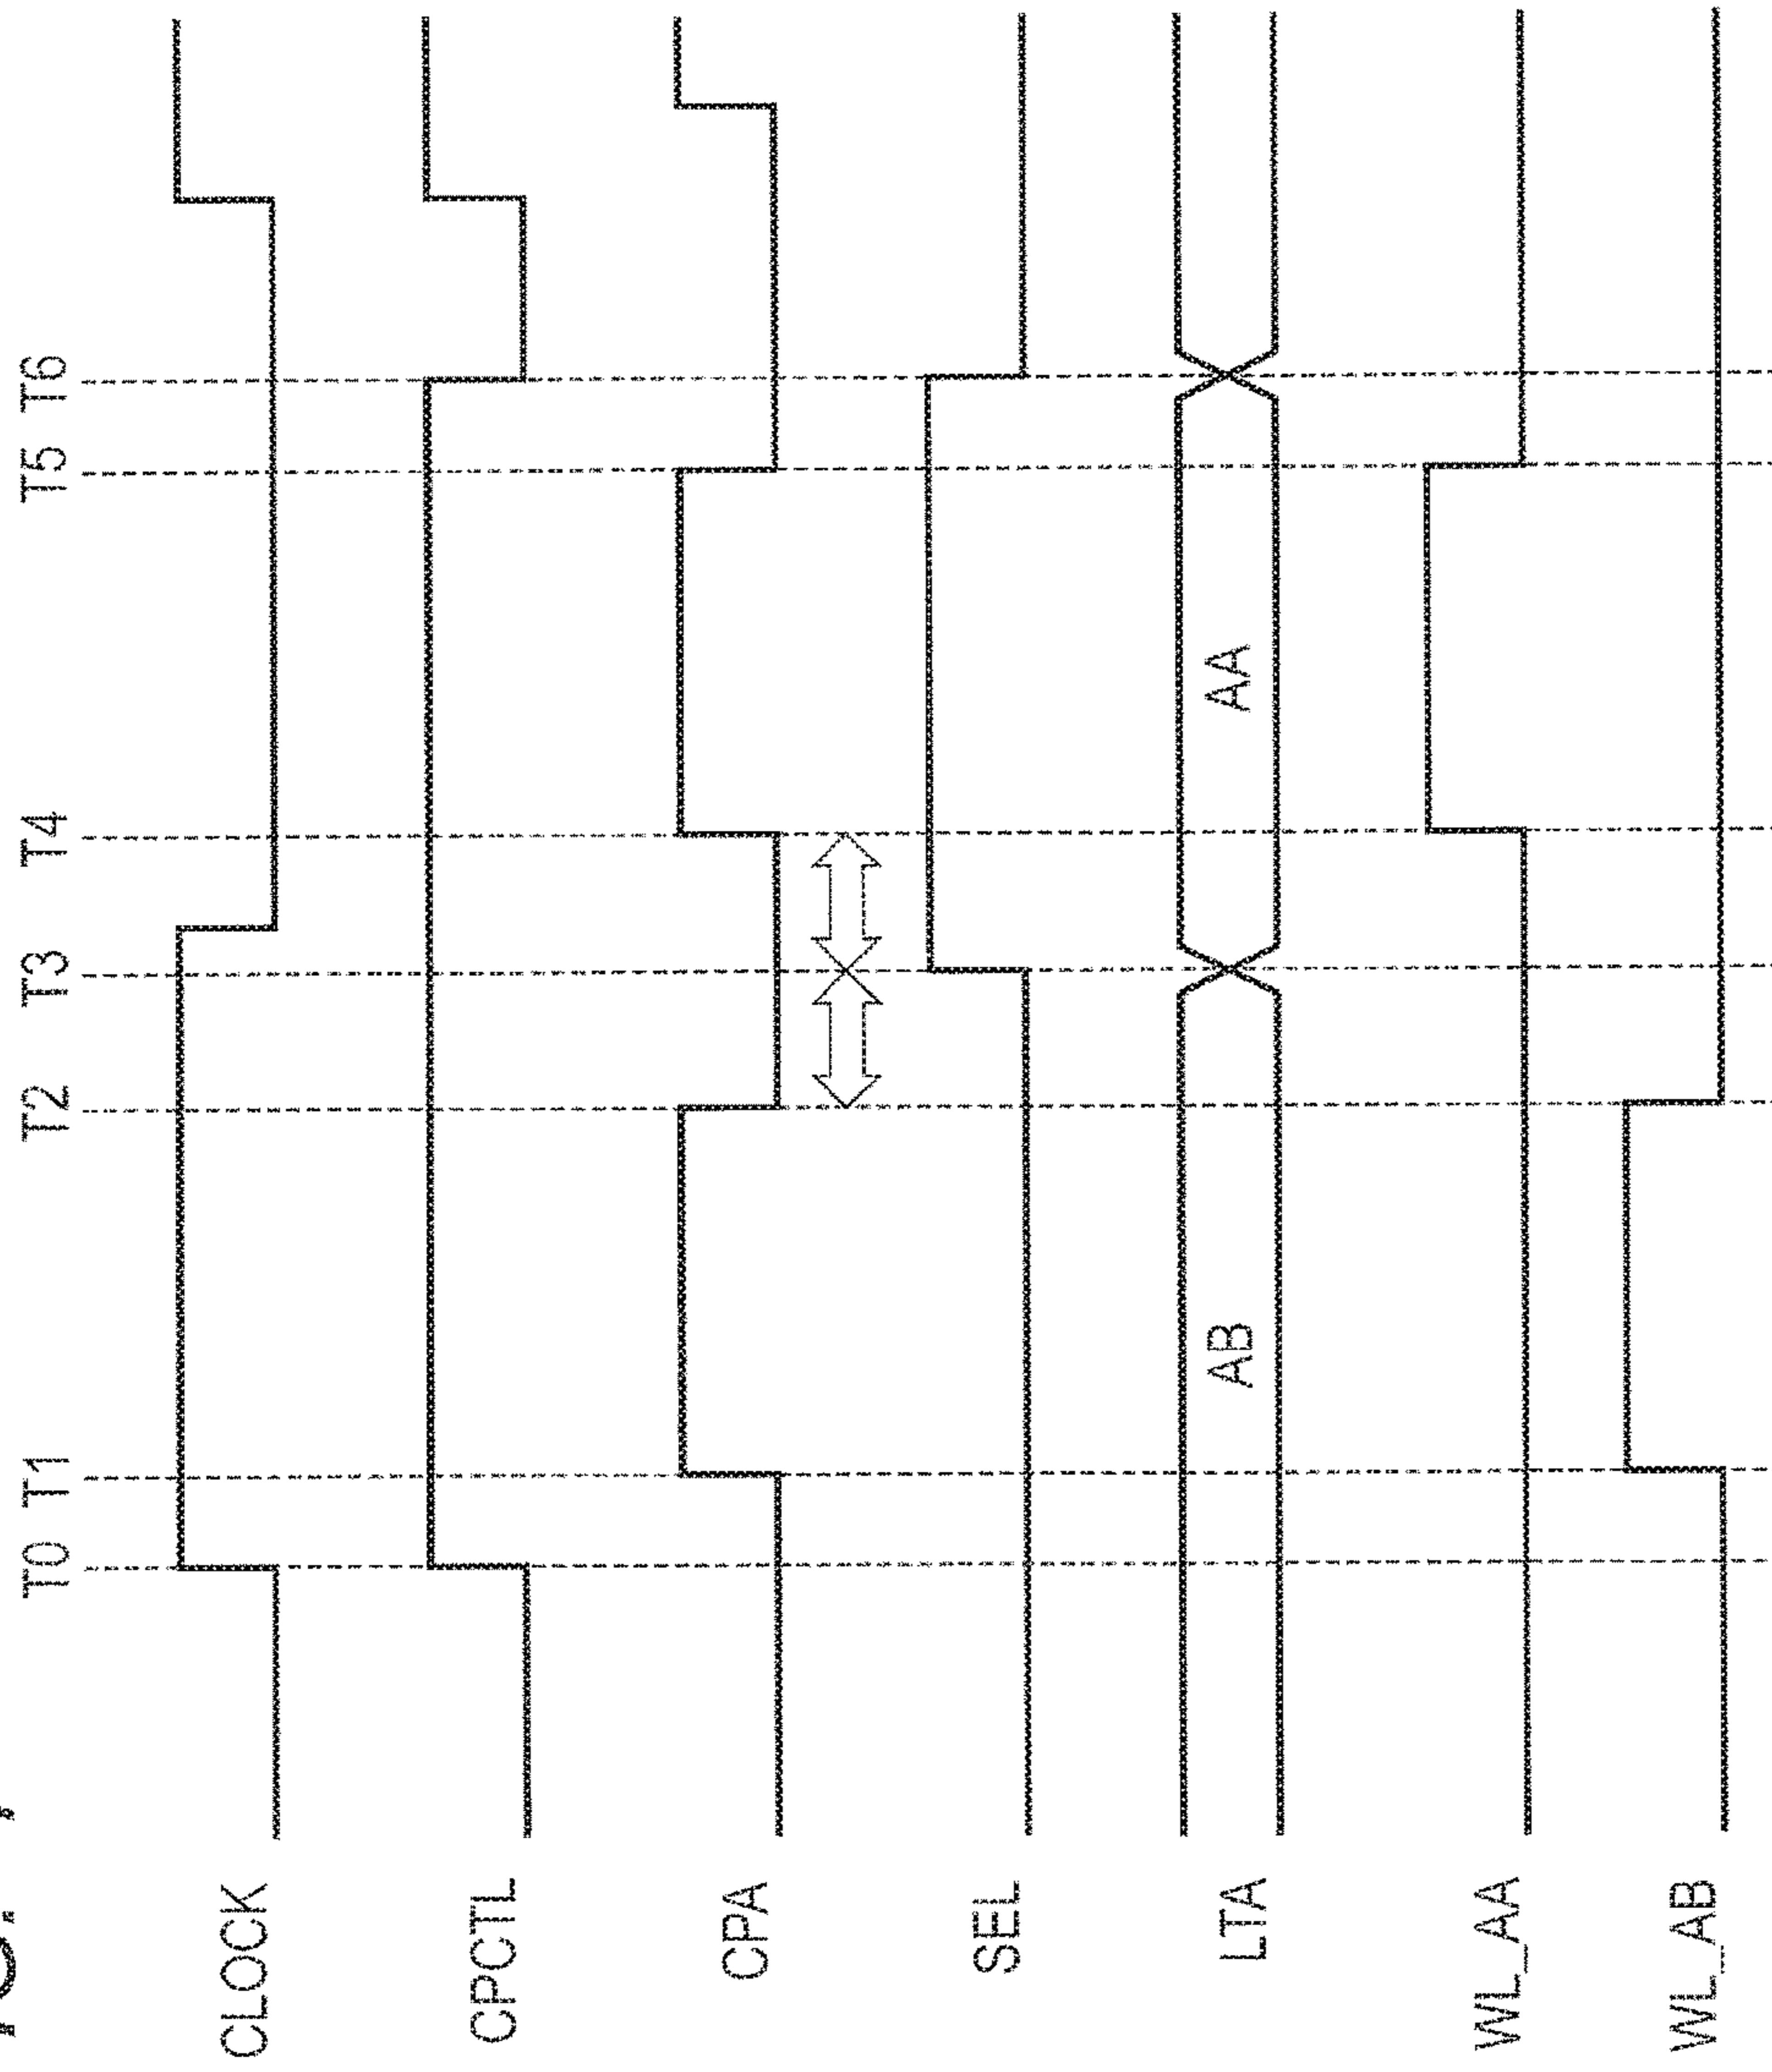 T0 T1 T2 T3 T4 T5 T6
CLOCK
CPCTL
CPA
SEL
LTA AB AA
WL_AA
WL_AB